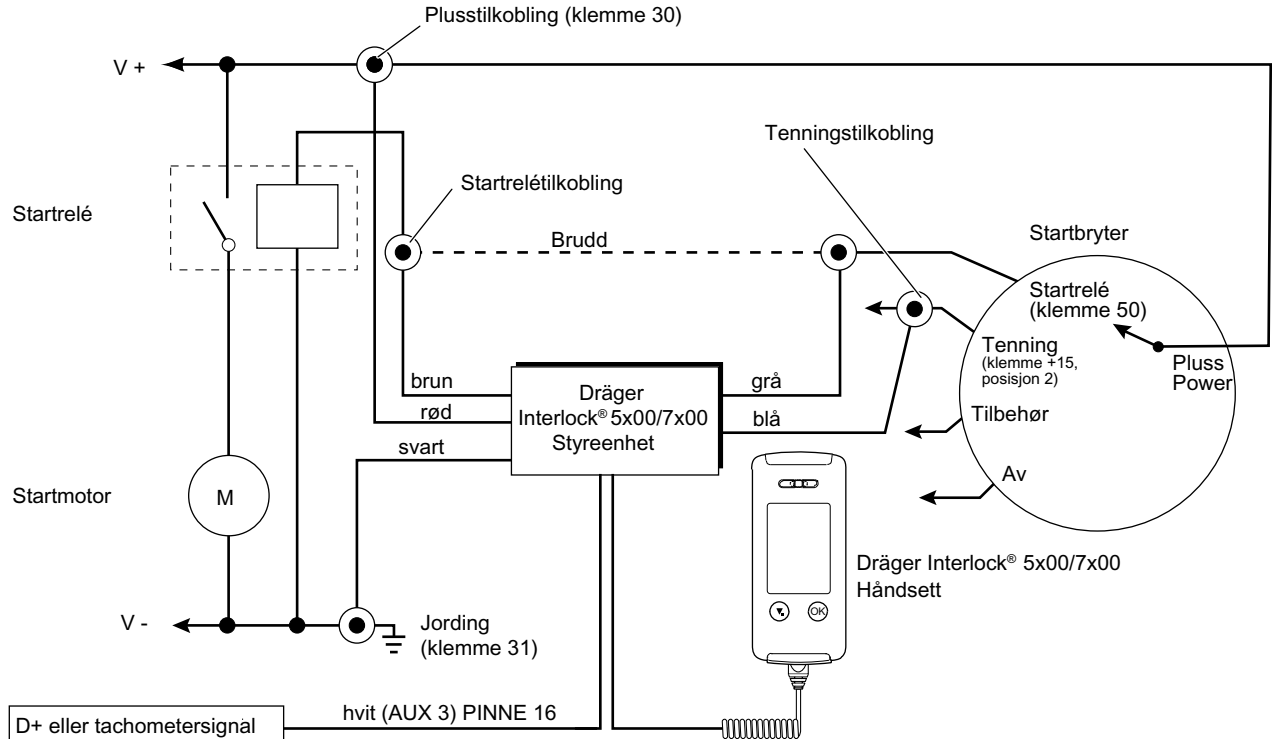 Plusstilkobling (klemme 30)
V +
Tenningstilkobling
Startrelétilkobling
Startrelé
Brudd
Startbryter
Startrelé
(klemme 50)
Tenning
(klemme +15,
posisjon 2)
Pluss
Power
Tilbehør
Av
brun
rød
svart
Dräger
Interlock® 5x00/7x00
Styreenhet
grå
blå
Startmotor
M
OK
Dräger Interlock® 5x00/7x00
Håndsett
V -
Jording
(klemme 31)
D+ eller tachometersignal
hvit (AUX 3) PINNE 16